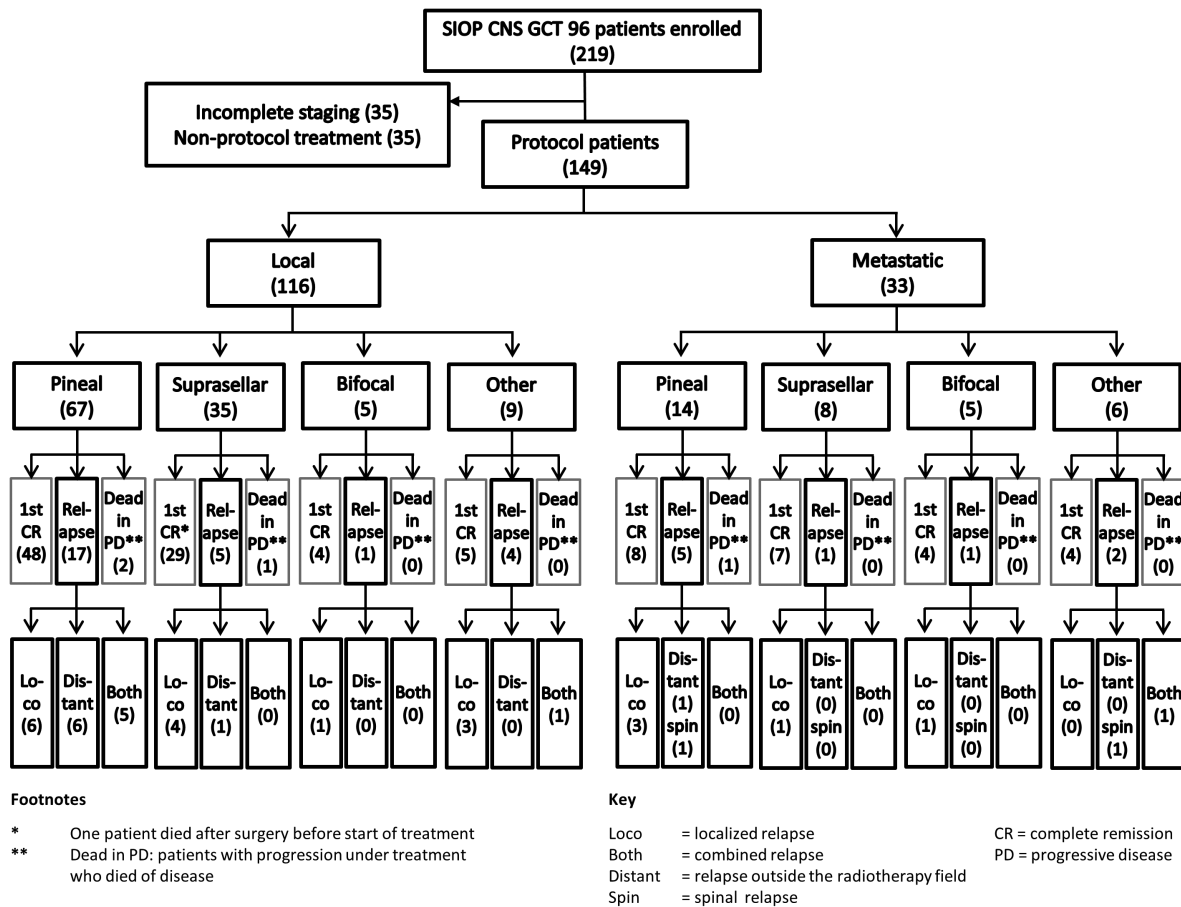 SIOP CNS GCT 96 patients enrolled
(219)
Incomplete staging (35)
Non-protocol treatment (35)
Protocol patients
(149)
Local
(116)
Metastatic
(33)
Pineal
(67)
Suprasellar
(35)
Bifocal
(5)
Other
(9)
Pineal
(14)
Suprasellar
(8)
Bifocal
(5)
Other
(6)
1st
CR
(48)
Rel-
apse
(17)
Dead
in
PD**
(2)
1st
CR*
(29)
Rel-
apse
(5)
Dead
in
PD**
(1)
1st
CR
(4)
Rel-
apse
(1)
Dead
in
PD**
(0)
1st
CR
(5)
Rel-
apse
(4)
Dead
in
PD**
(0)
1st
CR
(8)
Rel-
apse
(5)
Dead
in
PD**
(1)
1st
CR
(7)
Rel-
apse
(1)
Dead
in
PD**
(0)
1st
CR
(4)
Rel-
apse
(1)
Dead
in
PD**
(0)
1st
CR
(4)
Rel-
apse
(2)
Dead
in
PD**
(0)
Lo-
co
(6)
Dis-
tant
(6)
Both
(5)
Lo-
co
(4)
Dis-
tant
(1)
Both
(0)
Lo-
co
(1)
Dis-
tant
(0)
Both
(0)
Lo-
co
(3)
Dis-
tant
(0)
Both
(1)
Lo-
co
(3)
Dis-
tant
(1)
spin
(1)
Both
(0)
Lo-
co
(1)
Dis-
tant
(0)
spin
(0)
Both
(0)
Lo-
co
(1)
Dis-
tant
(0)
spin
(0)
Both
(0)
Lo-
co
(0)
Dis-
tant
(0)
spin
(1)
Both
(1)
Footnotes
* One patient died after surgery before start of treatment
** Dead in PD: patients with progression under treatment
who died of disease
Key
Loco = localized relapse
Both = combined relapse
Distant = relapse outside the radiotherapy field
Spin = spinal relapse
CR = complete remission
PD = progressive disease